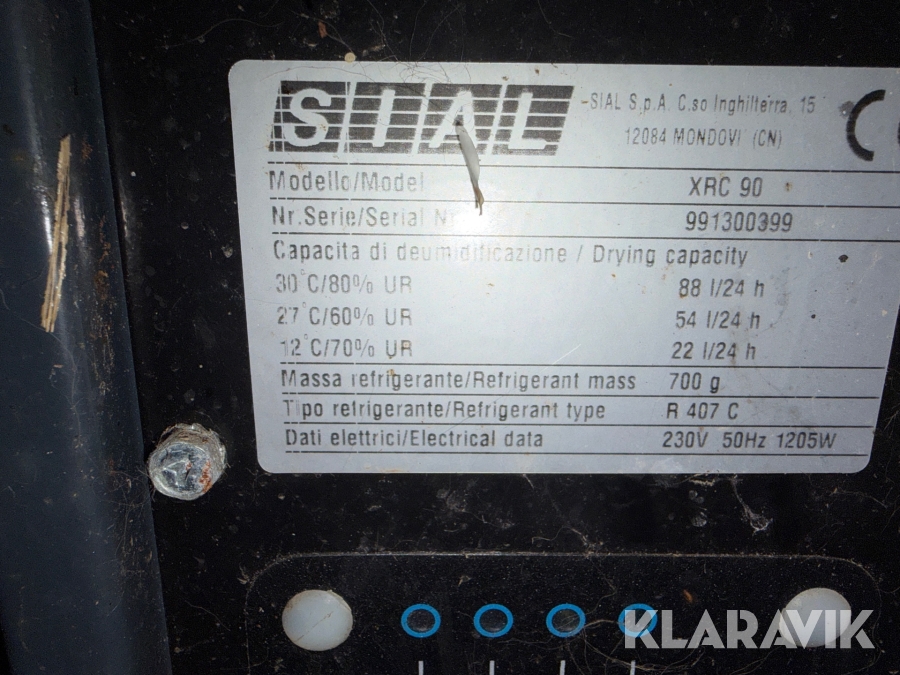 SIAL
-SIAL S.p.A. C.so Inghilterra, 15
12084 MONDOVI' (CN)
CE
Modello/Model XRC 90
Nr.Serie/Serial Nr 991300399
Capacita di deumidificazione / Drying capacity
30°C/80% UR 88 l/24 h
27°C/60% UR 54 l/24 h
12°C/70% UR 22 l/24 h
Massa refrigerante/Refrigerant mass 700 g
Tipo refrigerante/Refrigerant type R 407 C
Dati elettrici/Electrical data 230V 50Hz 1205W
KLARAVIK